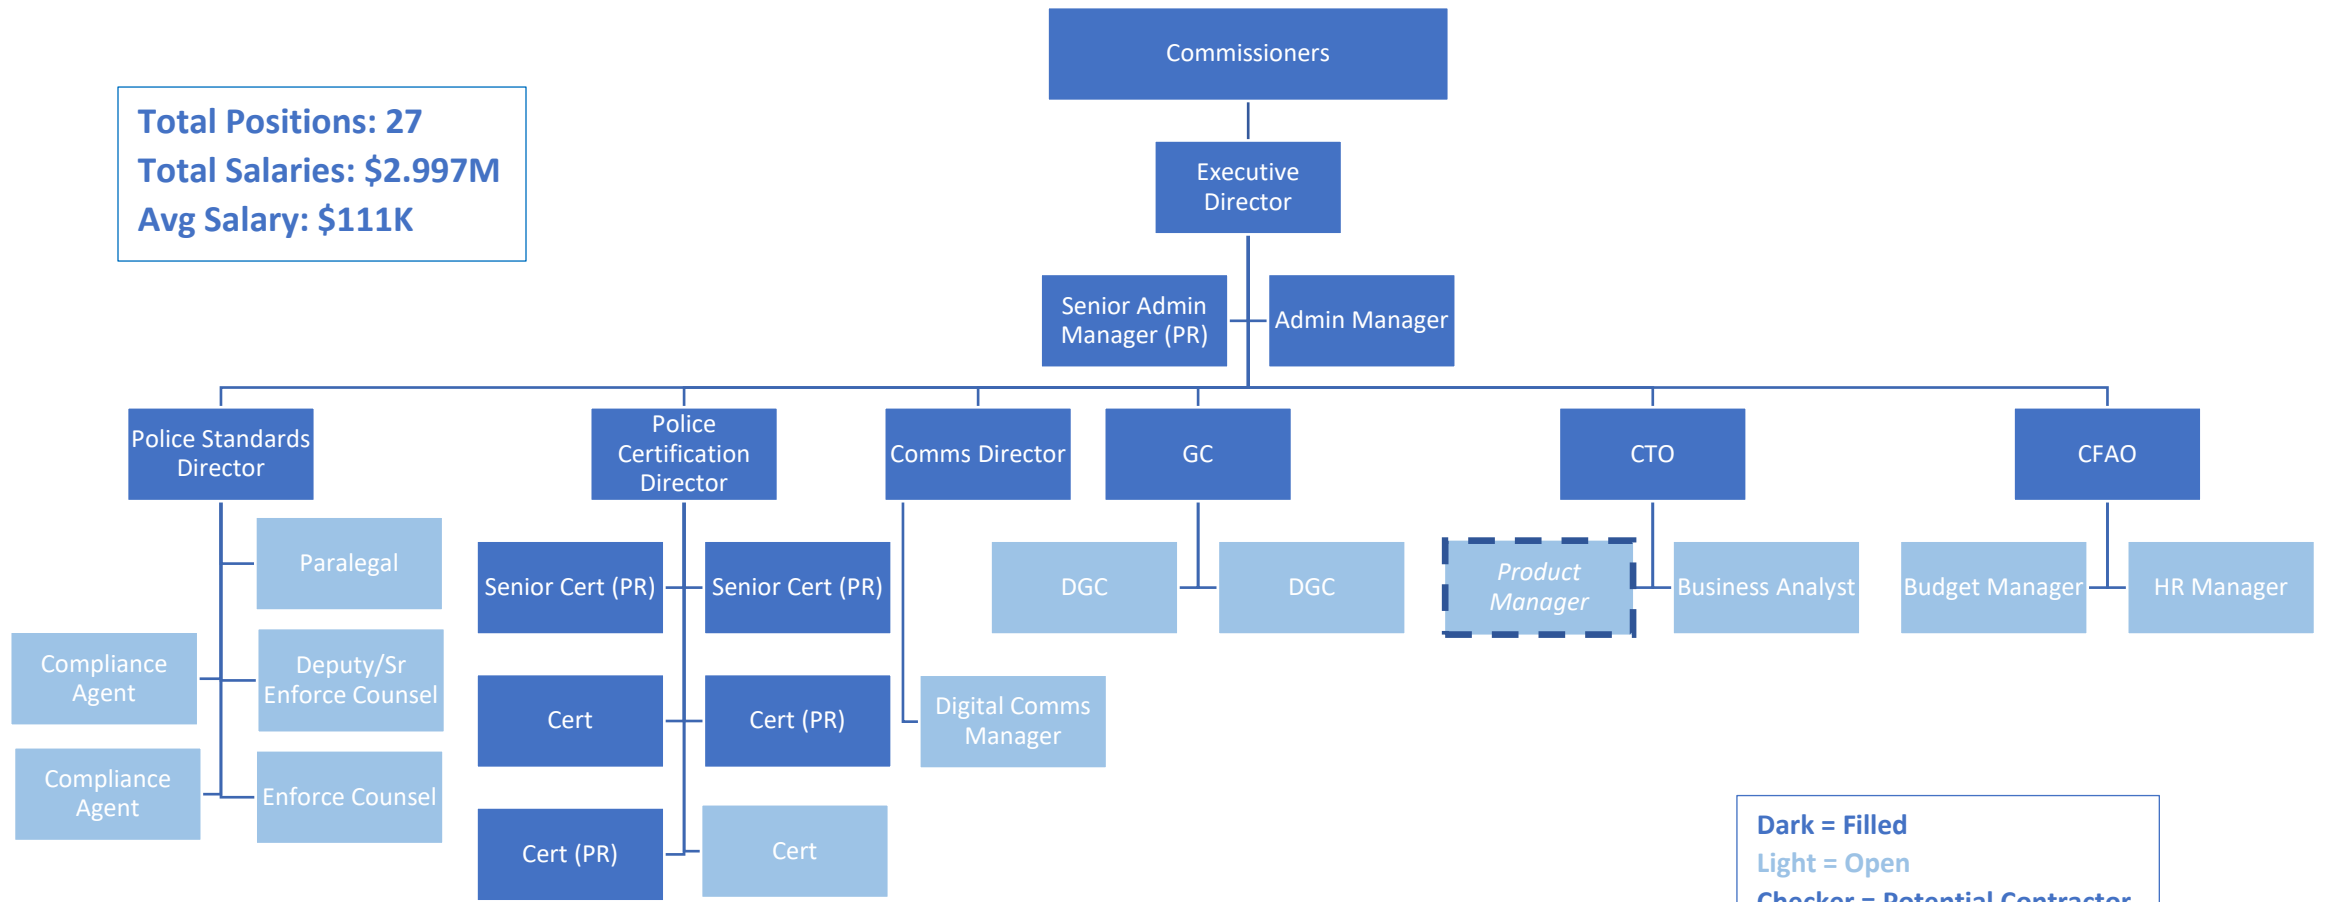 Commissioners
Total Positions: 27
Total Salaries: $2.997M
Avg Salary: $111K
Executive
Director
Senior Admin
Manager (PR)
Admin Manager
Police Standards
Director
Police
Certification
Director
Comms Director
GC
CTO
CFAO
Paralegal
Compliance
Agent
Deputy/Sr
Enforce Counsel
Compliance
Agent
Enforce Counsel
Senior Cert (PR)
Senior Cert (PR)
Cert
Cert (PR)
Cert (PR)
Cert
Digital Comms
Manager
DGC
DGC
Product
Manager
Business Analyst
Budget Manager
HR Manager
Dark = Filled
Light = Open
Checker = Potential Contractor